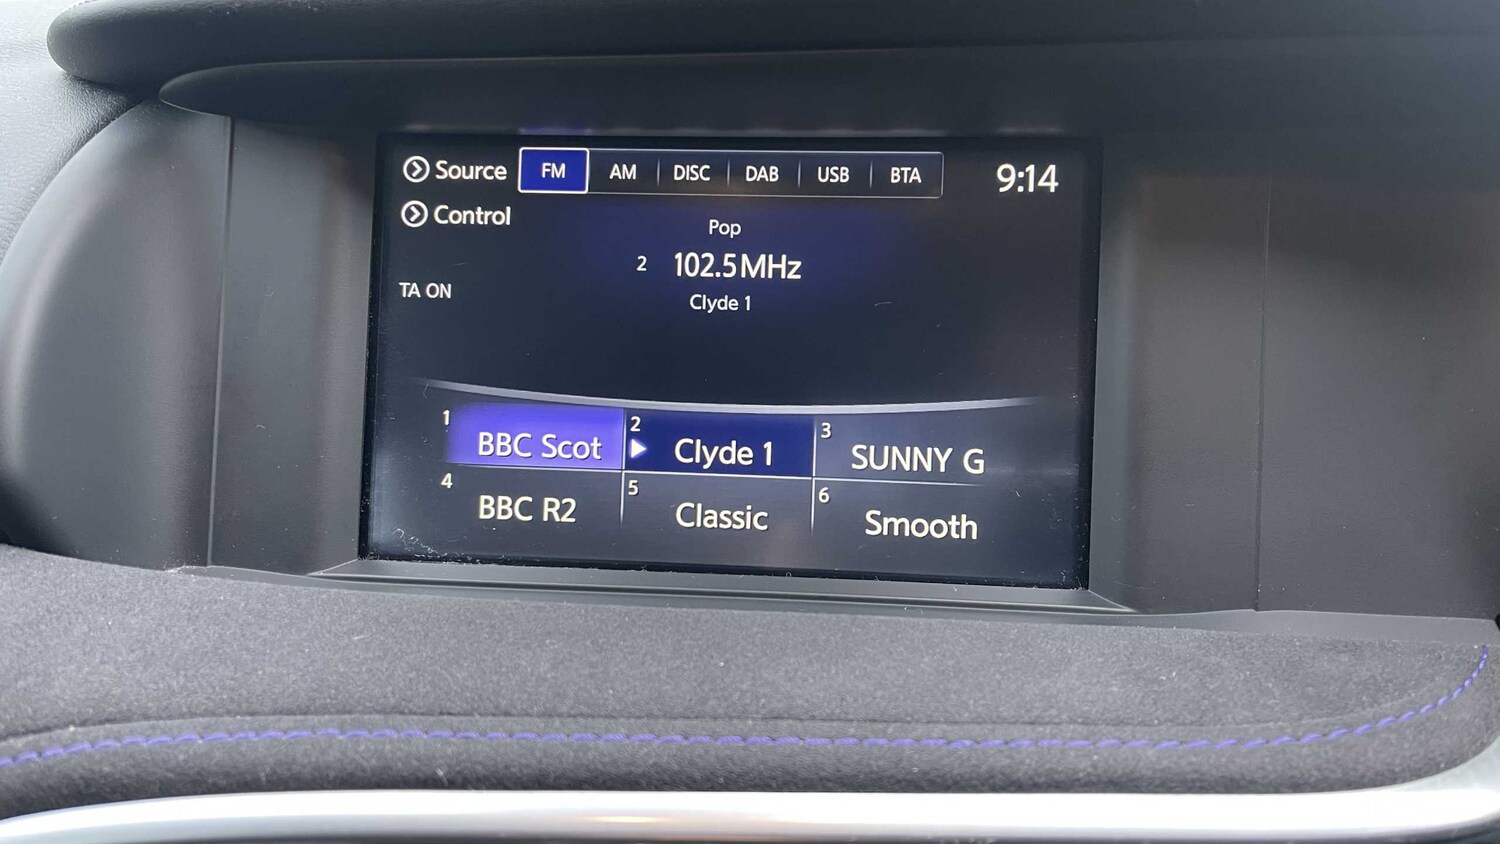 Source FM AM DISC DAB USB BTA 9:14
Control
Pop
2 102.5MHz
TA ON
Clyde 1
1 BBC Scot 2 Clyde 1 3 SUNNY G
4 BBC R2 5 Classic 6 Smooth